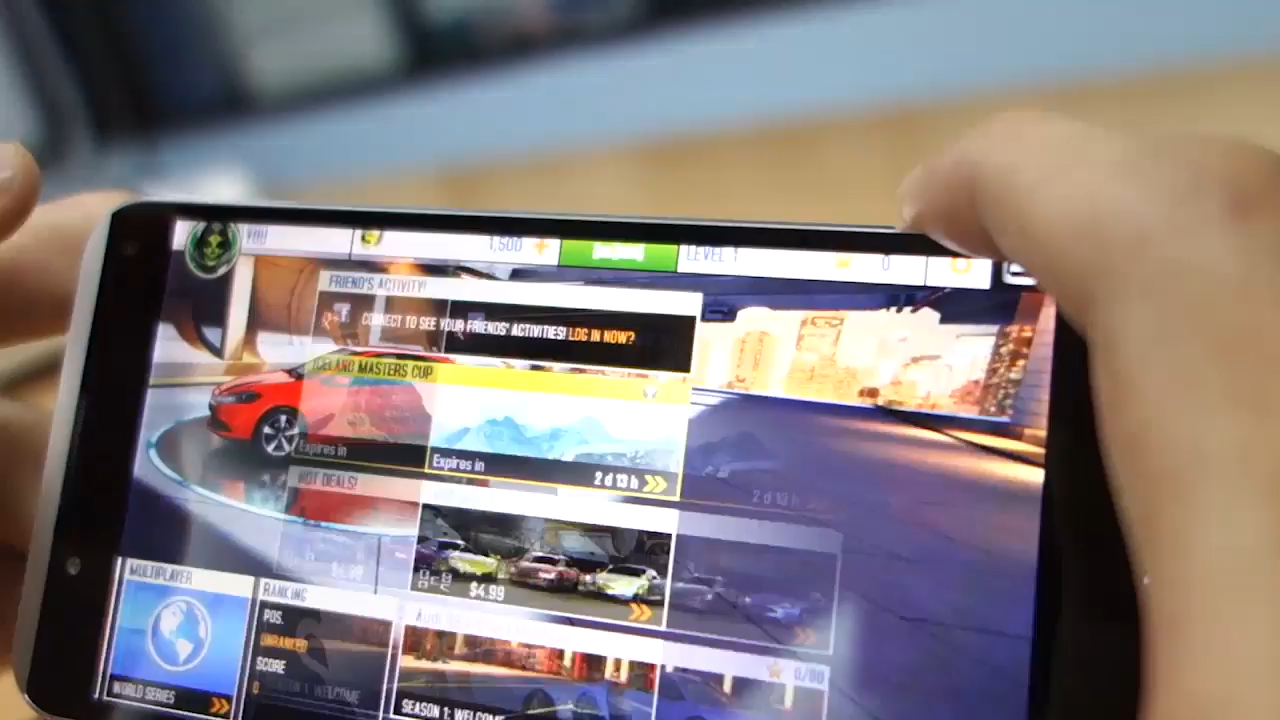 YOU
1,500
LEVEL 1
0
FRIEND'S ACTIVITY!
CONNECT TO SEE YOUR FRIENDS' ACTIVITIES! LOG IN NOW?
ICELAND MASTERS CUP
Expires in
Expires in
2 d 13 h
2 d 13 h
HOT DEALS!
$4.99
$4.99
MULTIPLAYER
WORLD SERIES
RANKING
POS.
UNRANKED
SCORE
0
SEASON 1: WELCOME
0/80